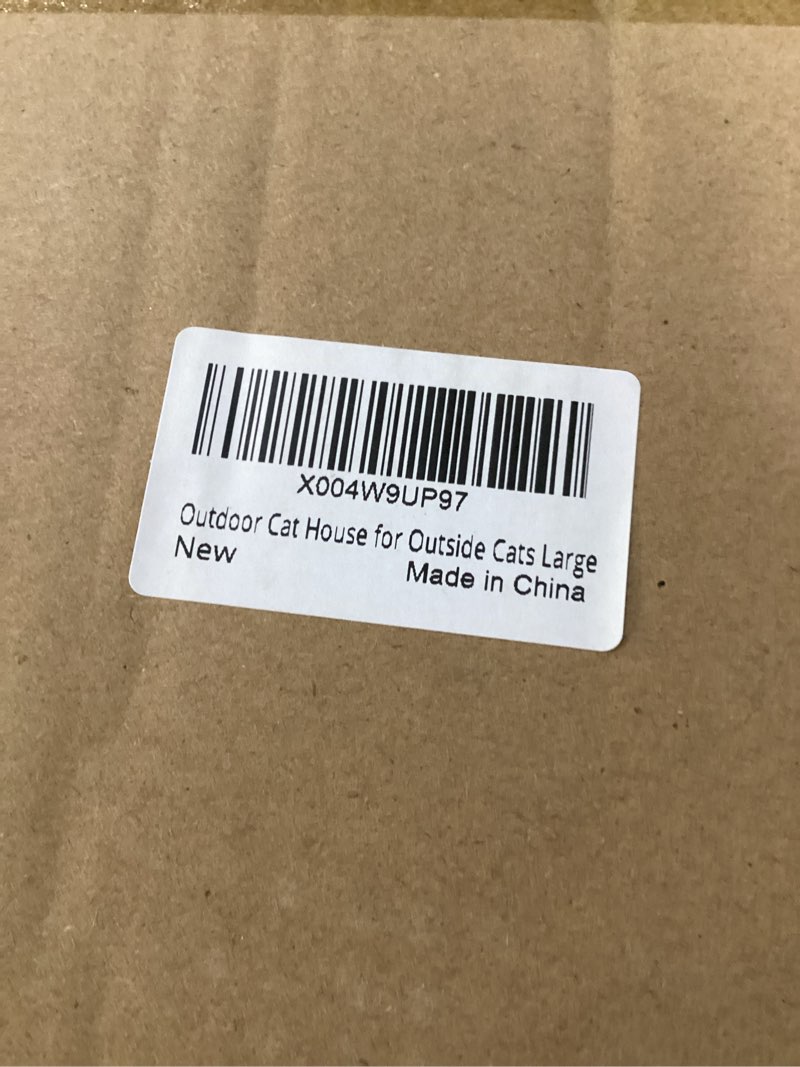 X004W9UP97
Outdoor Cat House for Outside Cats Large
New
Made in China